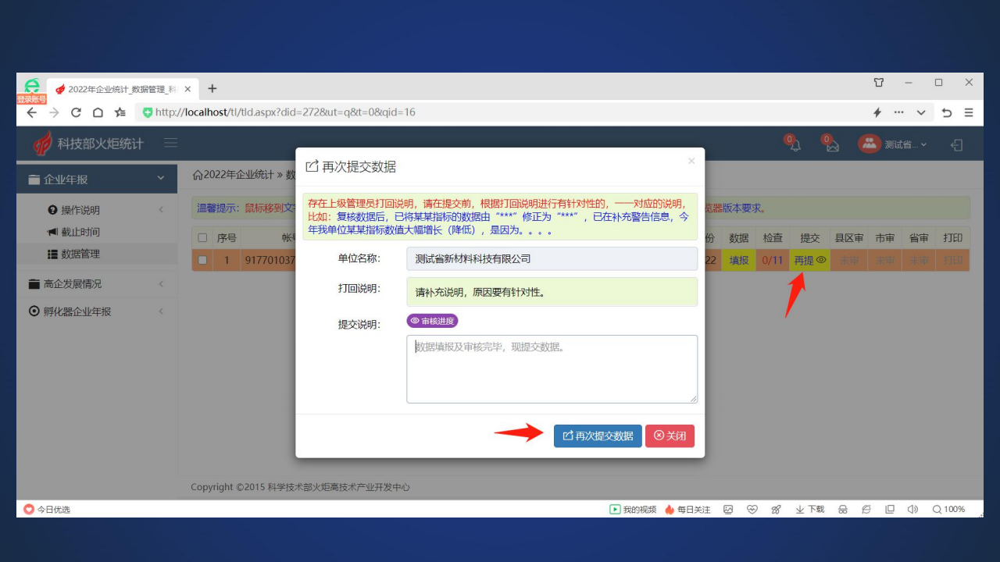 2022年企业统计_数据管理_科
登录账号
http://localhost/tl/tld.aspx?did=272&ut=q&t=0&qid=16
科技部火炬统计
0
0
测试省...
企业年报
操作说明
截止时间
数据管理
高企发展情况
孵化器企业年报
2022年企业统计 » 数
温馨提示：鼠标移到文
览器版本要求。
序号
帐号
份 数据 检查 提交 县区审 市审 省审 打印
1 917701037
22 填报 0/11 再提 未审 未审 未审 打印
再次提交数据
×
存在上级管理员打回说明，请在提交前，根据打回说明进行有针对性的，一一对应的说明，
比如：复核数据后，已将某某指标的数据由“***”修正为“***”，已在补充警告信息，今
年我单位某某指标数值大幅增长（降低），是因为。。。。
单位名称：
测试省新材料科技有限公司
打回说明：
请补充说明，原因要有针对性。
提交说明：
审核进度
数据填报及审核完毕，现提交数据。
再次提交数据
关闭
Copyright ©2015 科学技术部火炬高技术产业开发中心
今日优选
我的视频
每日关注
下载
100%